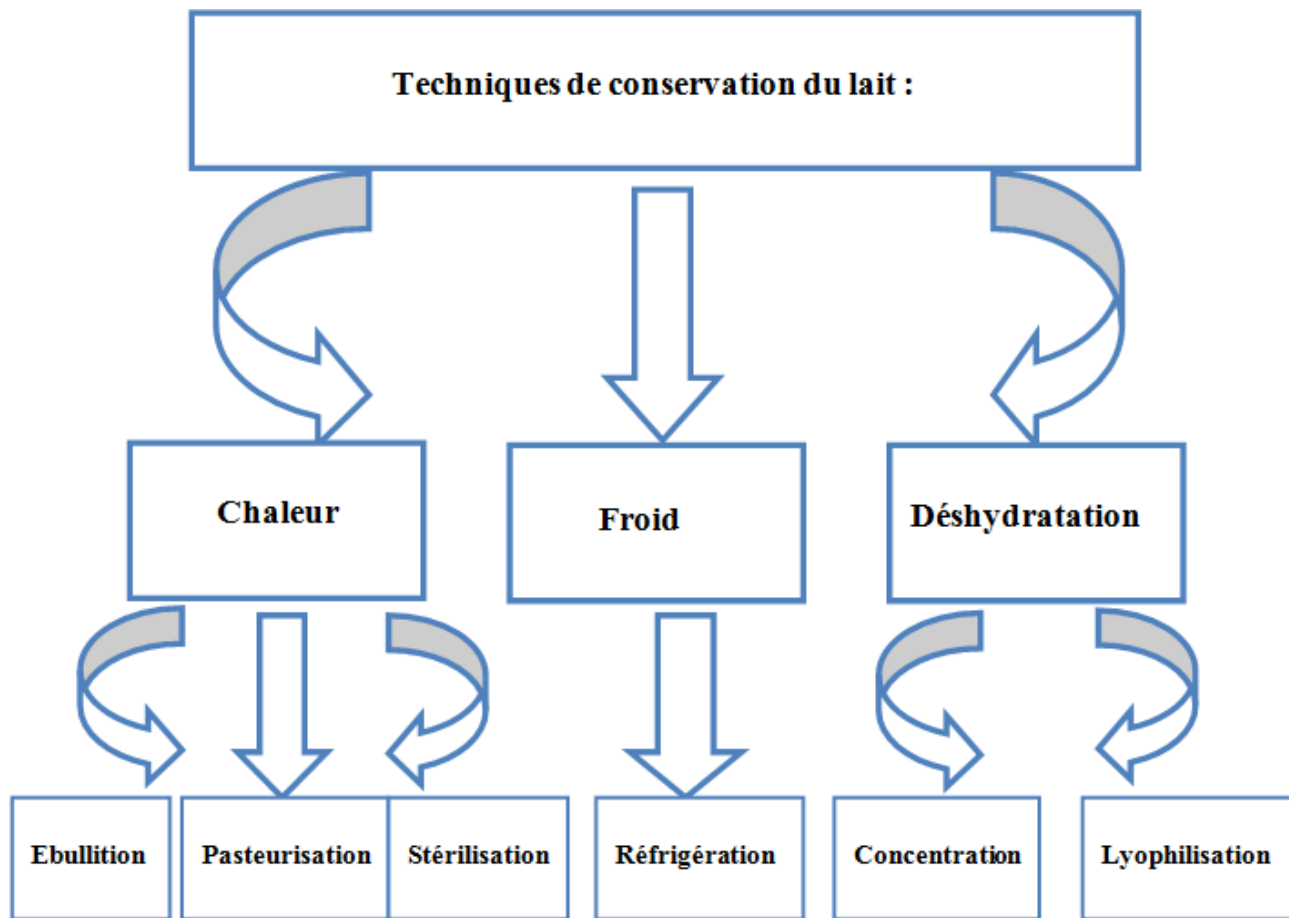 Techniques de conservation du lait :
Chaleur
Froid
Déshydratation
Ebullition
Pasteurisation
Stérilisation
Réfrigération
Concentration
Lyophilisation